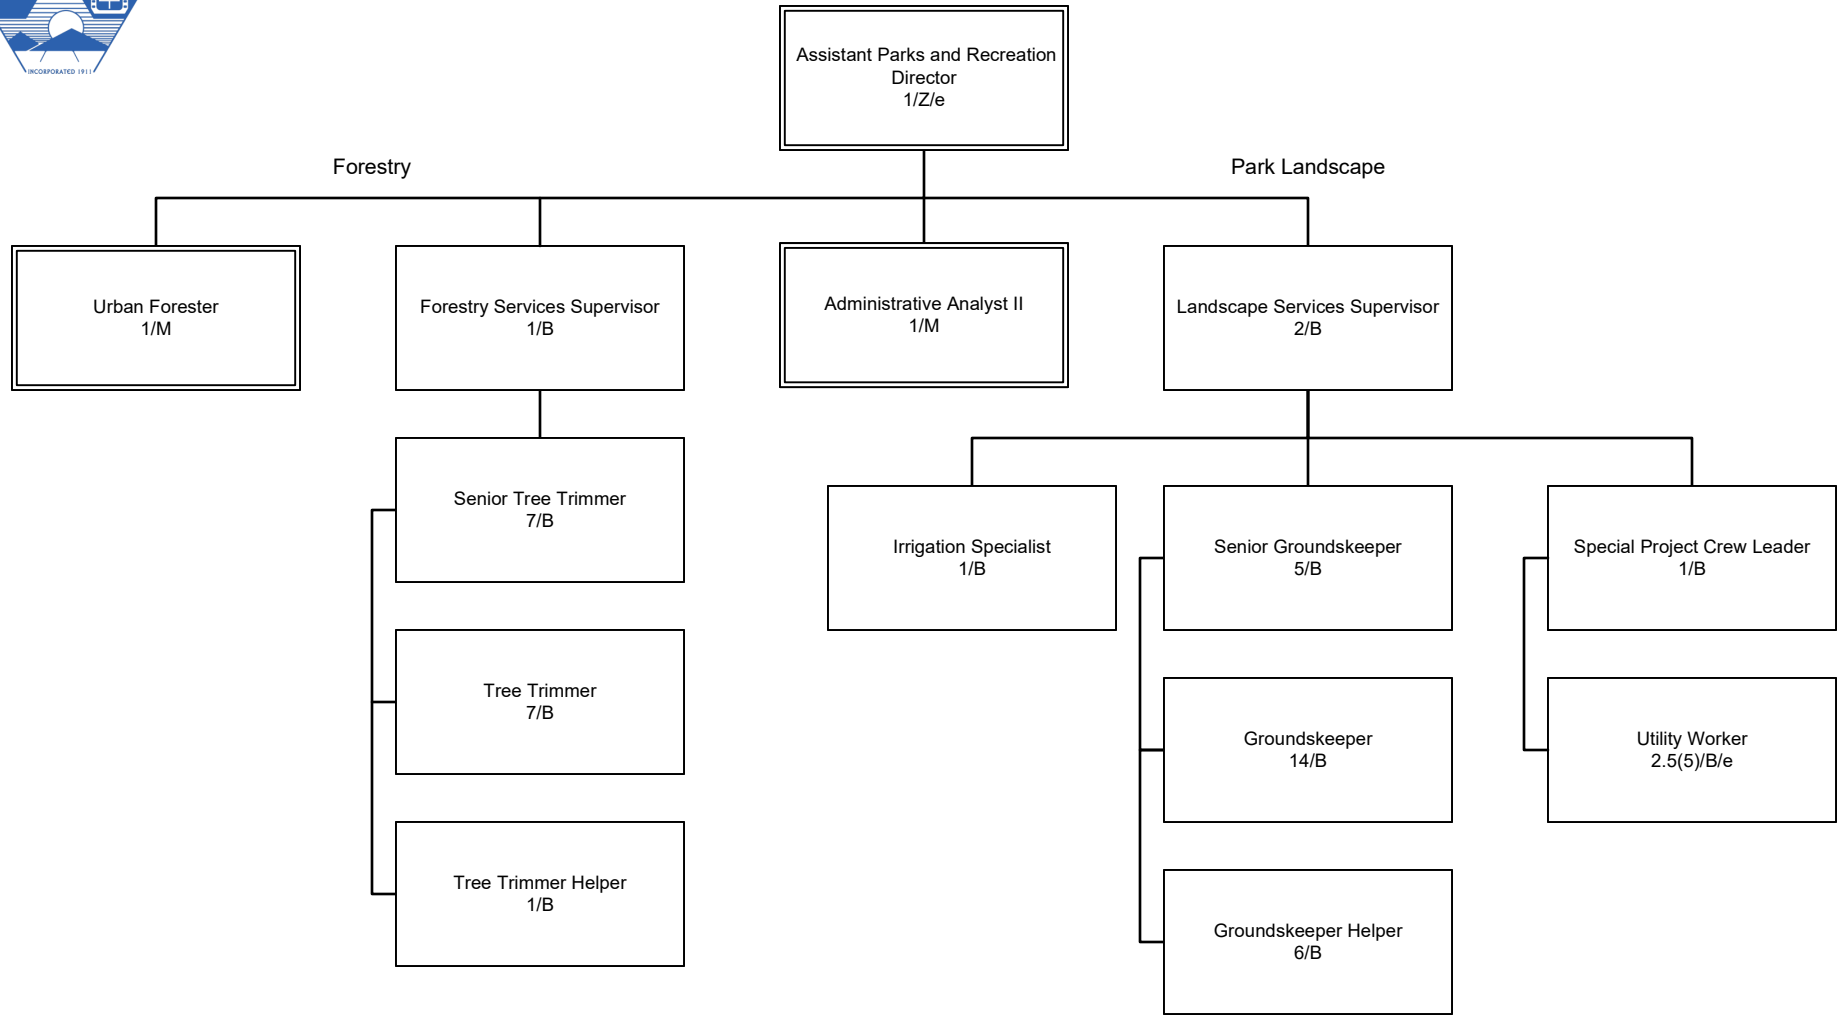 INCORPORATED 1911
Assistant Parks and Recreation
Director
1/Z/e
Forestry
Park Landscape
Urban Forester
1/M
Forestry Services Supervisor
1/B
Administrative Analyst II
1/M
Landscape Services Supervisor
2/B
Senior Tree Trimmer
7/B
Irrigation Specialist
1/B
Senior Groundskeeper
5/B
Special Project Crew Leader
1/B
Tree Trimmer
7/B
Groundskeeper
14/B
Utility Worker
2.5(5)/B/e
Tree Trimmer Helper
1/B
Groundskeeper Helper
6/B